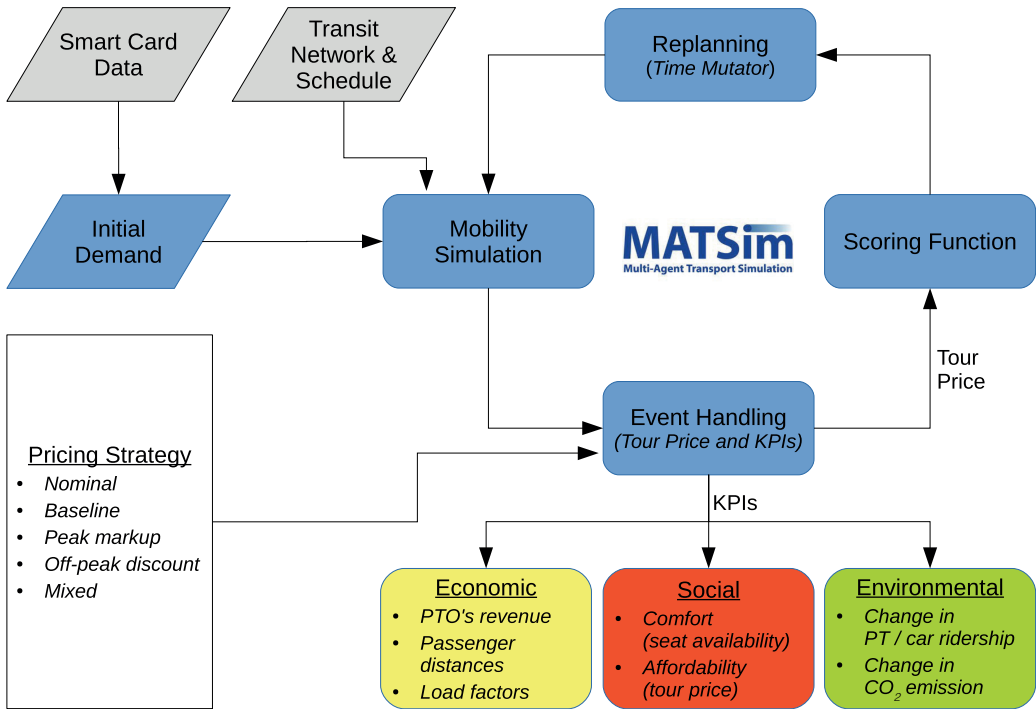 Smart Card
Data
Transit
Network &
Schedule
Replanning
(Time Mutator)
Initial
Demand
Mobility
Simulation
MATSim
Multi-Agent Transport Simulation
Scoring Function
Tour
Price
Event Handling
(Tour Price and KPIs)
Pricing Strategy
• Nominal
• Baseline
• Peak markup
• Off-peak discount
• Mixed
KPIs
Economic
• PTO's revenue
• Passenger
distances
• Load factors
Social
• Comfort
(seat availability)
• Affordability
(tour price)
Environmental
• Change in
PT / car ridership
• Change in
CO₂ emission